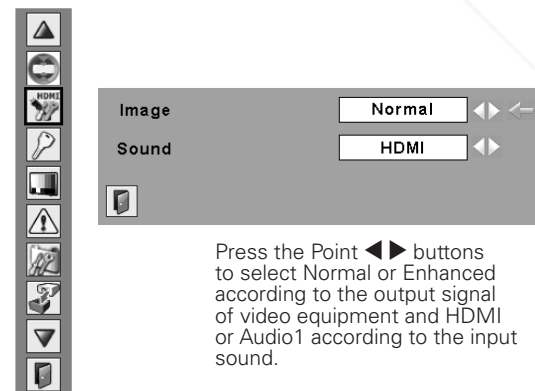 HDMI
Image Normal
Sound HDMI
Press the Point ◀ ▶ buttons
to select Normal or Enhanced
according to the output signal
of video equipment and HDMI
or Audio1 according to the input
sound.